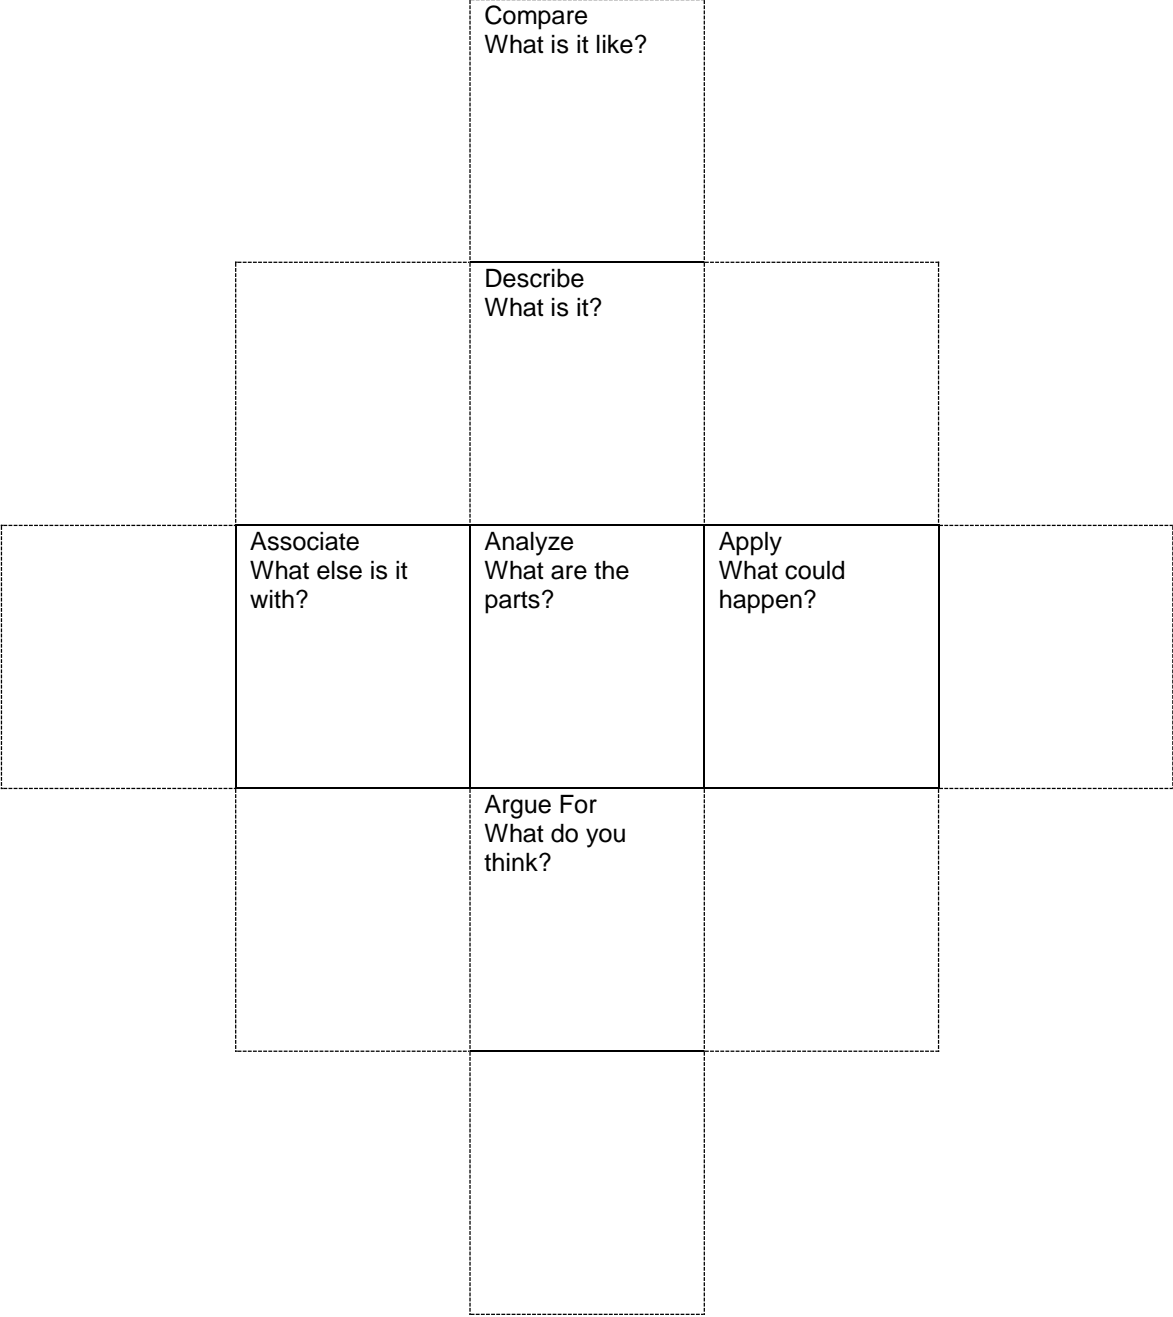 Compare
What is it like?
Describe
What is it?
Associate
What else is it
with?
Analyze
What are the
parts?
Apply
What could
happen?
Argue For
What do you
think?